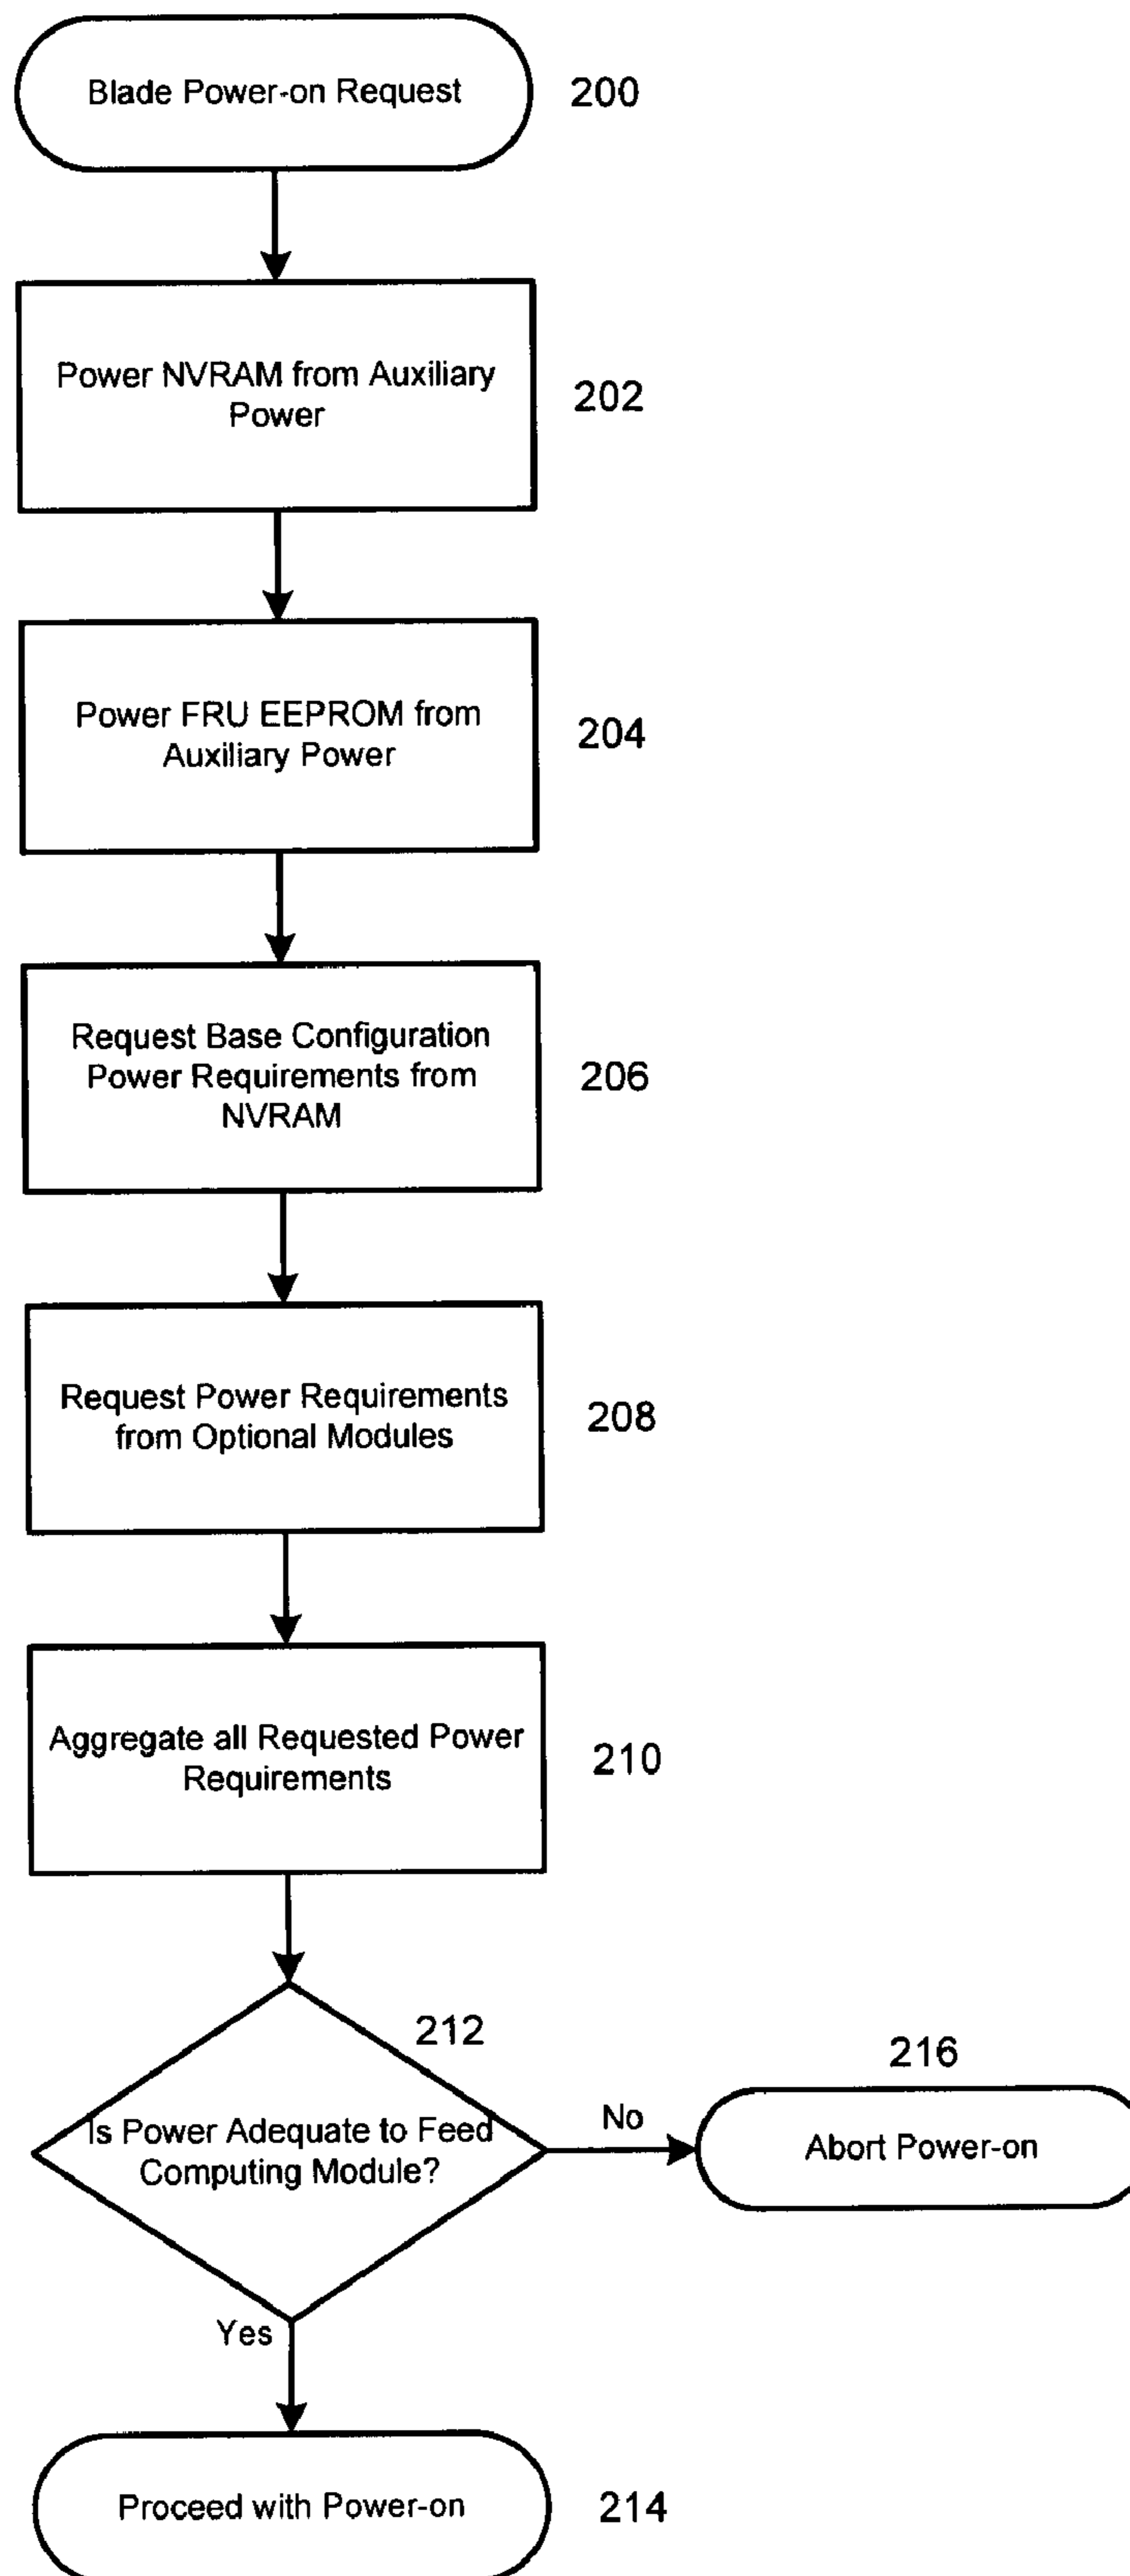 Blade Power-on Request
200
Power NVRAM from Auxiliary
Power
202
Power FRU EEPROM from
Auxiliary Power
204
Request Base Configuration
Power Requirements from
NVRAM
206
Request Power Requirements
from Optional Modules
208
Aggregate all Requested Power
Requirements
210
212
Is Power Adequate to Feed
Computing Module?
No
216
Abort Power-on
Yes
Proceed with Power-on
214